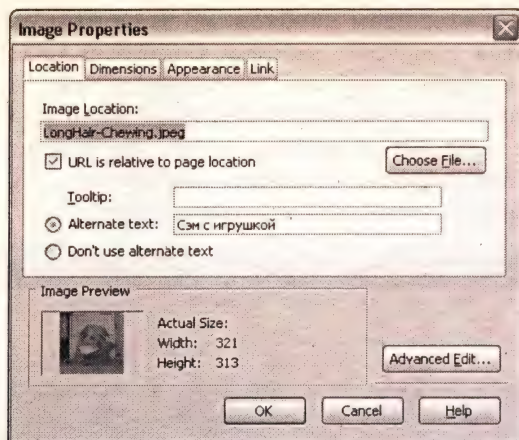 Image Properties
Location Dimensions Appearance Link
Image Location:
LongHair-Chewing.jpeg
URL is relative to page location
Choose File...
Tooltip:
Alternate text: Сэм с игрушкой
Don't use alternate text
Image Preview
Actual Size:
Width: 321
Height: 313
Advanced Edit...
OK Cancel Help